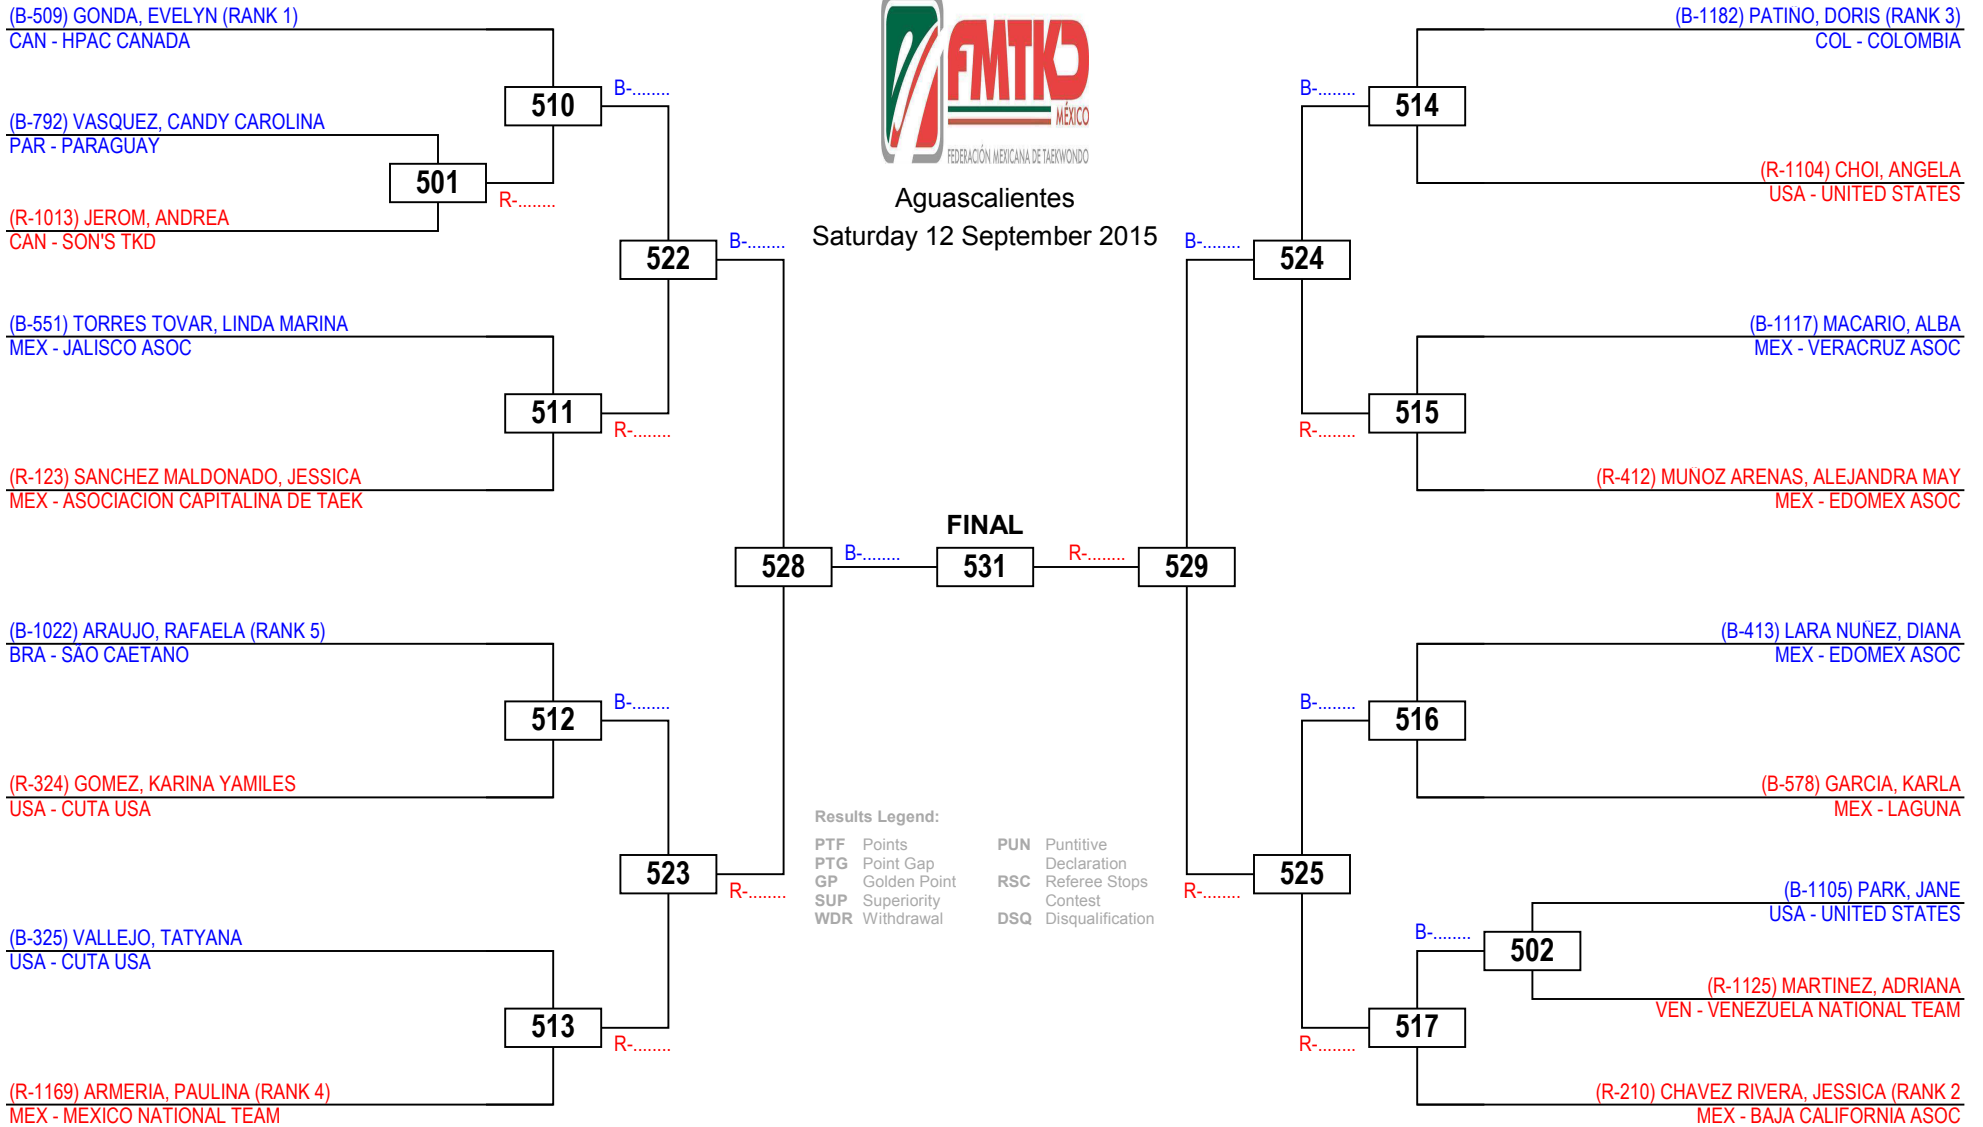 (B-509) GONDA, EVELYN (RANK 1)
CAN - HPAC CANADA
(B-792) VASQUEZ, CANDY CAROLINA
PAR - PARAGUAY
(R-1013) JEROM, ANDREA
CAN - SON'S TKD
(B-551) TORRES TOVAR, LINDA MARINA
MEX - JALISCO ASOC
(R-123) SANCHEZ MALDONADO, JESSICA
MEX - ASOCIACION CAPITALINA DE TAEK
(B-1022) ARAUJO, RAFAELA (RANK 5)
BRA - SÃO CAETANO
(R-324) GOMEZ, KARINA YAMILES
USA - CUTA USA
(B-325) VALLEJO, TATYANA
USA - CUTA USA
(R-1169) ARMERIA, PAULINA (RANK 4)
MEX - MEXICO NATIONAL TEAM
501
R-........
510
B-........
511
R-........
512
B-........
513
R-........
522
B-........
523
R-........
528
B-........
FMTKD
MÉXICO
FEDERACIÓN MEXICANA DE TAEKWONDO
Aguascalientes
Saturday 12 September 2015
FINAL
531
Results Legend:
PTF Points
PTG Point Gap
GP Golden Point
SUP Superiority
WDR Withdrawal
PUN Puntitive
Declaration
RSC Referee Stops
Contest
DSQ Disqualification
R-........
529
B-........
524
R-........
525
B-........
514
R-........
515
B-........
516
R-........
517
B-........
502
(B-1182) PATIÑO, DORIS (RANK 3)
COL - COLOMBIA
(R-1104) CHOI, ANGELA
USA - UNITED STATES
(B-1117) MACARIO, ALBA
MEX - VERACRUZ ASOC
(R-412) MUÑOZ ARENAS, ALEJANDRA MAY
MEX - EDOMEX ASOC
(B-413) LARA NUÑEZ, DIANA
MEX - EDOMEX ASOC
(B-578) GARCIA, KARLA
MEX - LAGUNA
(B-1105) PARK, JANE
USA - UNITED STATES
(R-1125) MARTINEZ, ADRIANA
VEN - VENEZUELA NATIONAL TEAM
(R-210) CHAVEZ RIVERA, JESSICA (RANK 2
MEX - BAJA CALIFORNIA ASOC